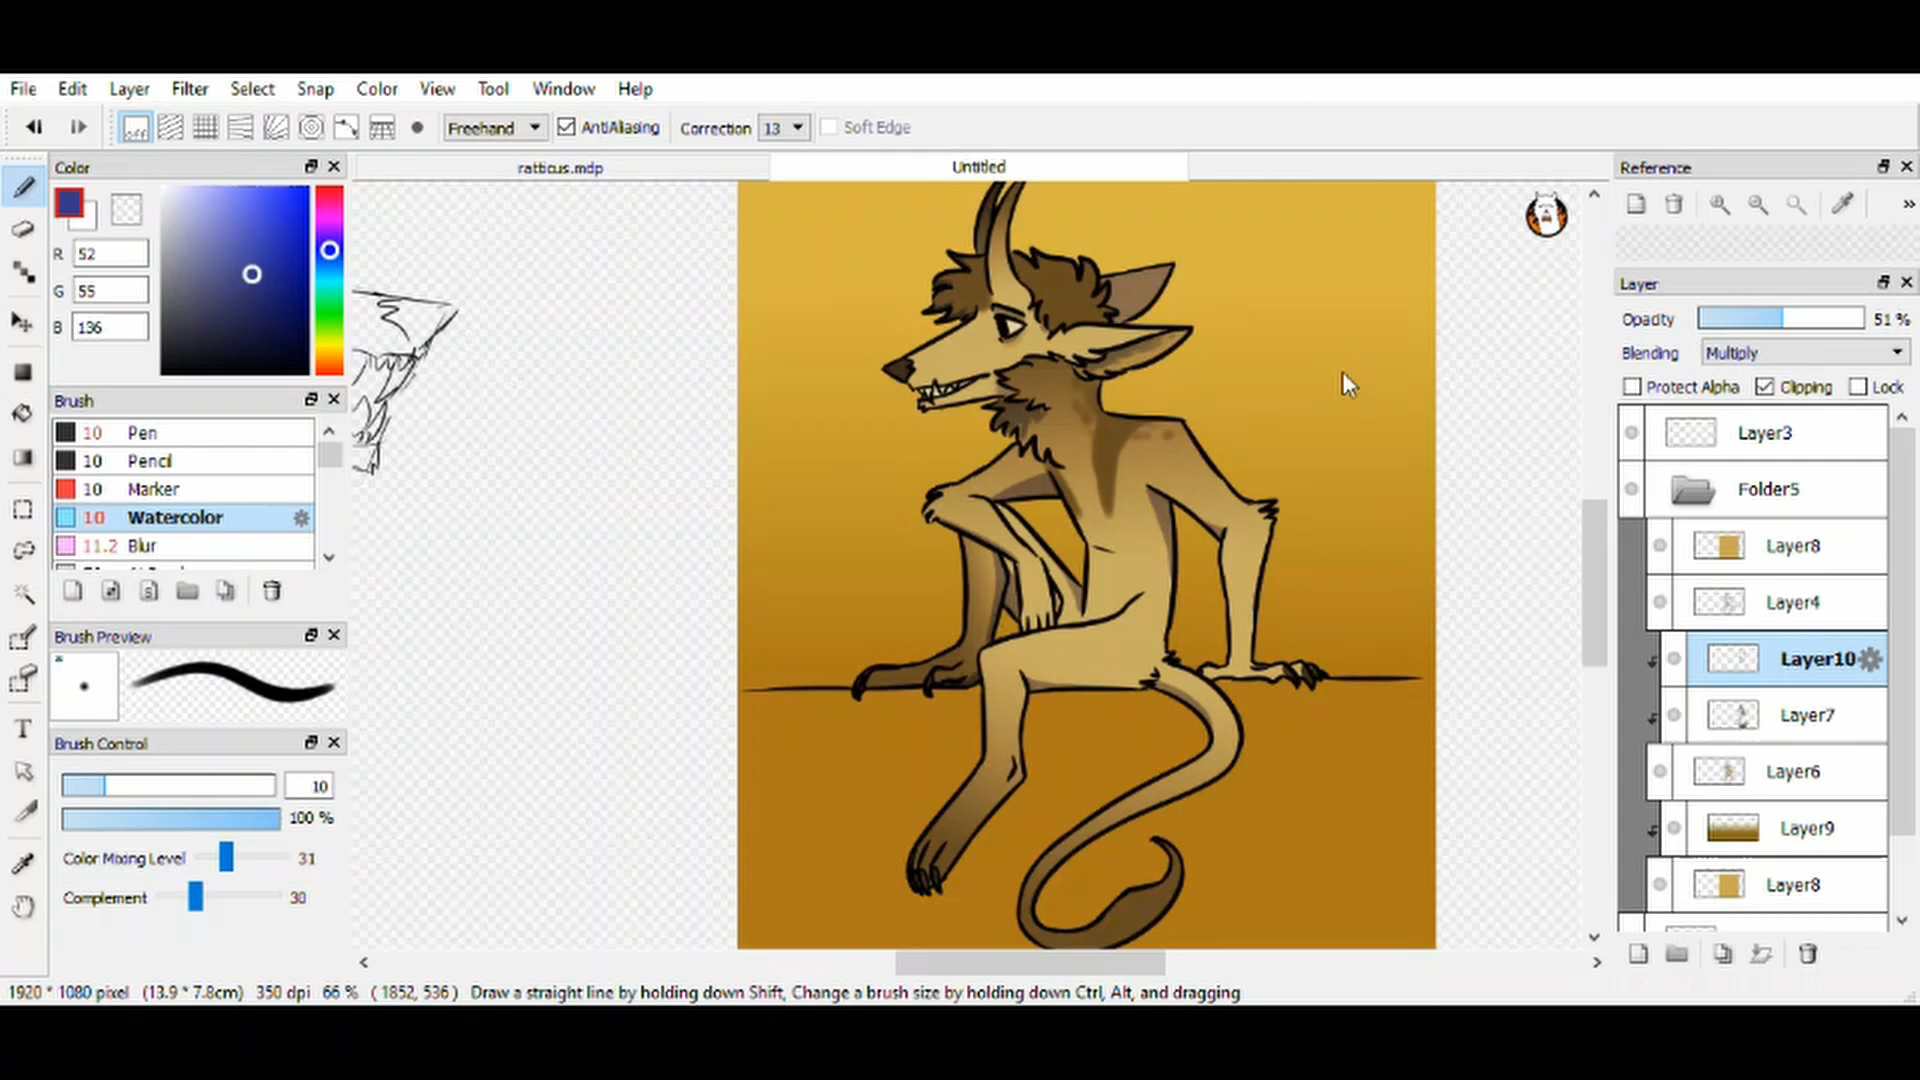 File Edit Layer Filter Select Snap Color View Tool Window Help
off Freehand AntiAliasing Correction 13 Soft Edge
Color
R 52
G 55
B 136
Brush
10 Pen
10 Pencil
10 Marker
10 Watercolor
11.2 Blur
Brush Preview
Brush Control
10
100 %
Color Mixing Level 31
Complement 30
ratticus.mdp Untitled
Reference
Layer
Opacity 51 %
Blending Multiply
Protect Alpha Clipping Lock
Layer3
Folder5
Layer8
Layer4
Layer10
Layer7
Layer6
Layer9
Layer8
1920 * 1080 pixel (13.9 * 7.8cm) 350 dpi 66 % ( 1852, 536 ) Draw a straight line by holding down Shift, Change a brush size by holding down Ctrl, Alt, and dragging